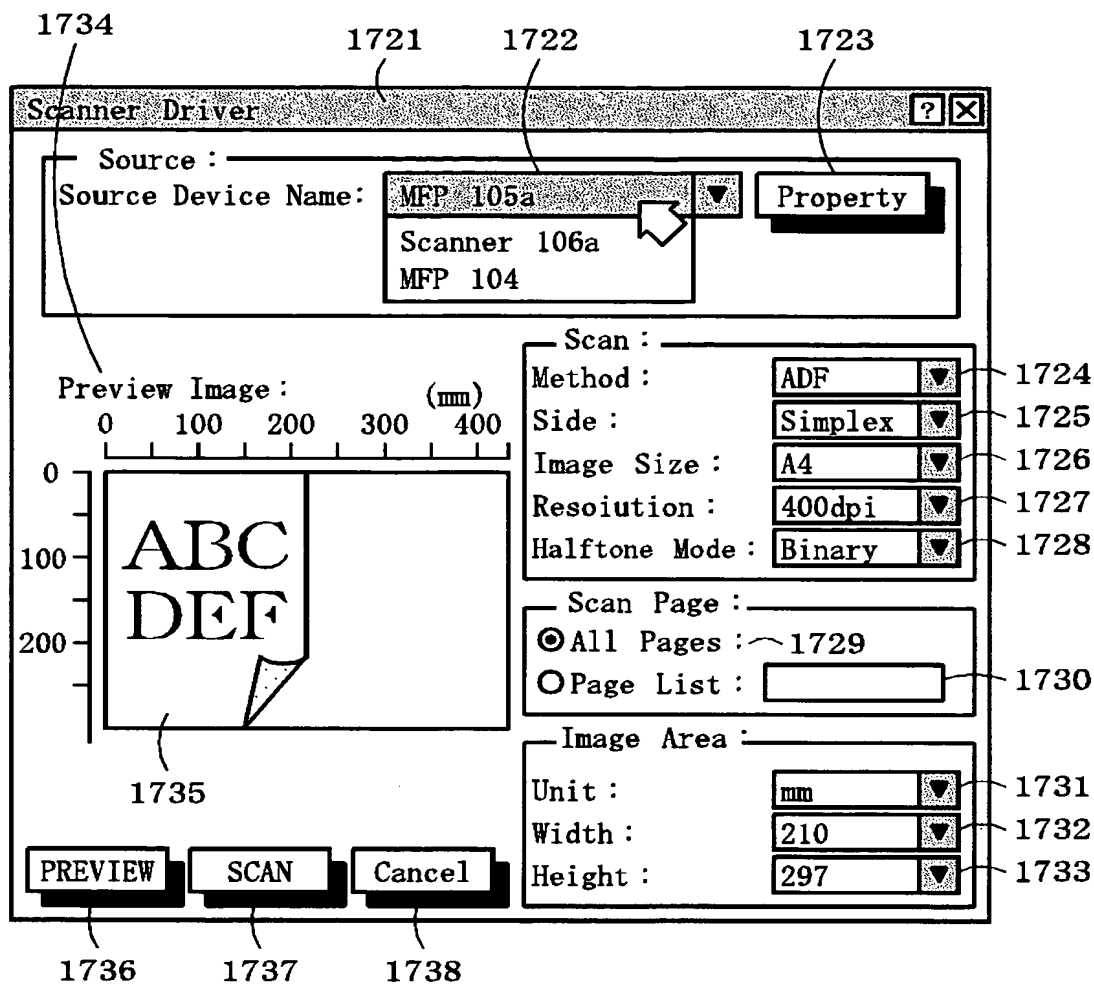 1734
1721 1722 1723
Scanner Driver ? X
Source :
Source Device Name: MFP 105a ▼ Property
Scanner 106a
MFP 104
Scan :
Method : ADF ▼ 1724
Side : Simplex ▼ 1725
Image Size : A4 ▼ 1726
Resoiution : 400dpi ▼ 1727
Halftone Mode : Binary ▼ 1728
Preview Image : (mm)
0 100 200 300 400
0
100
200
ABC
DEF
1735
Scan Page :
All Pages : 1729
Page List : 1730
Image Area :
Unit : mm ▼ 1731
Width : 210 ▼ 1732
Height : 297 ▼ 1733
PREVIEW SCAN Cancel
1736 1737 1738